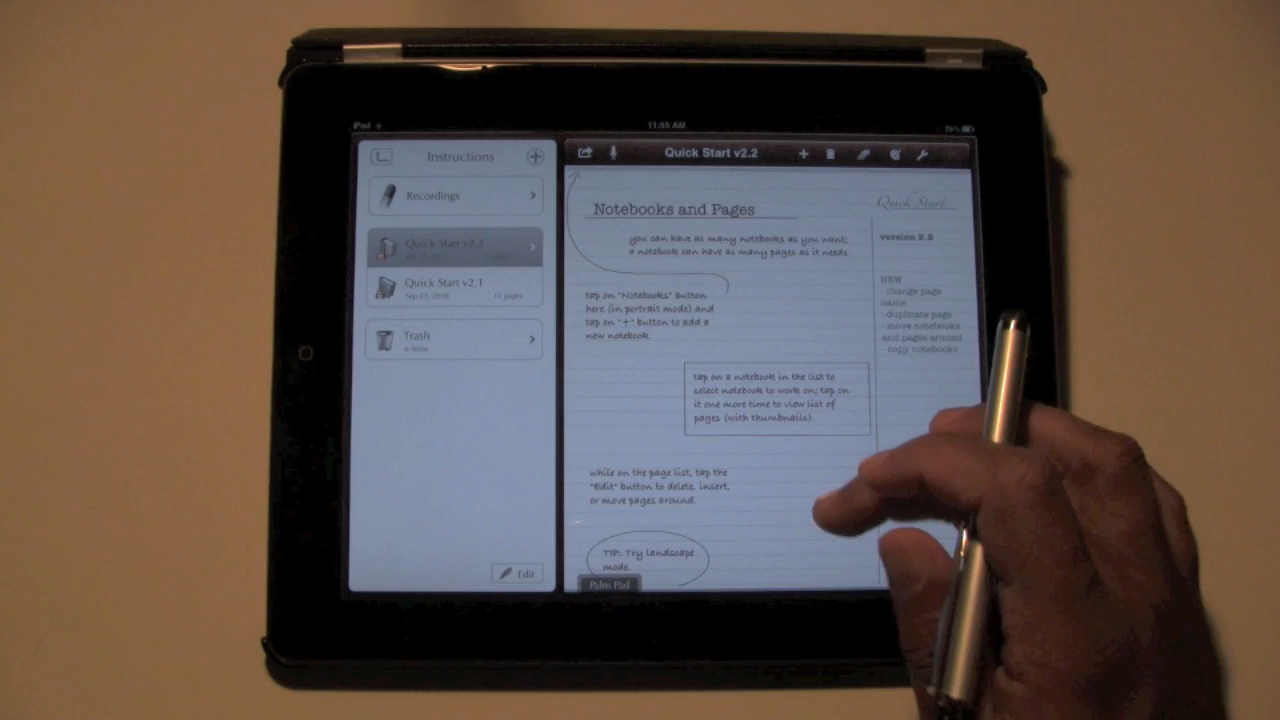 iPad
11:55 AM
79%
Instructions
Recordings
Quick Start v2.2
Quick Start v2.1
Sep 23, 2010 11 pages
Trash
Edit
Quick Start v2.2
Quick Start
Notebooks and Pages
you can have as many notebooks as you want;
a notebook can have as many pages as it needs.
tap on "Notebooks" button
here (in portrait mode) and
tap on "+" button to add a
new notebook.
tap on a notebook in the list to
select notebook to work on; tap on
it one more time to view list of
pages (with thumbnails).
while on the page list, tap the
"Edit" button to delete, insert,
or move pages around.
TIP: Try landscape
mode.
Palm Pad
version 2.2
NEW
- change page
name
- duplicate page
- move notebooks
and pages around
- copy notebooks